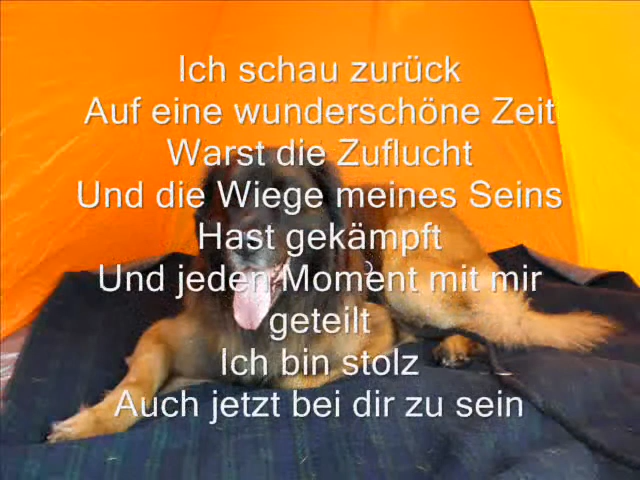 Ich schau zurück
Auf eine wunderschöne Zeit
Warst die Zuflucht
Und die Wiege meines Seins
Hast gekämpft
Und jeden Moment mit mir
geteilt
Ich bin stolz
Auch jetzt bei dir zu sein